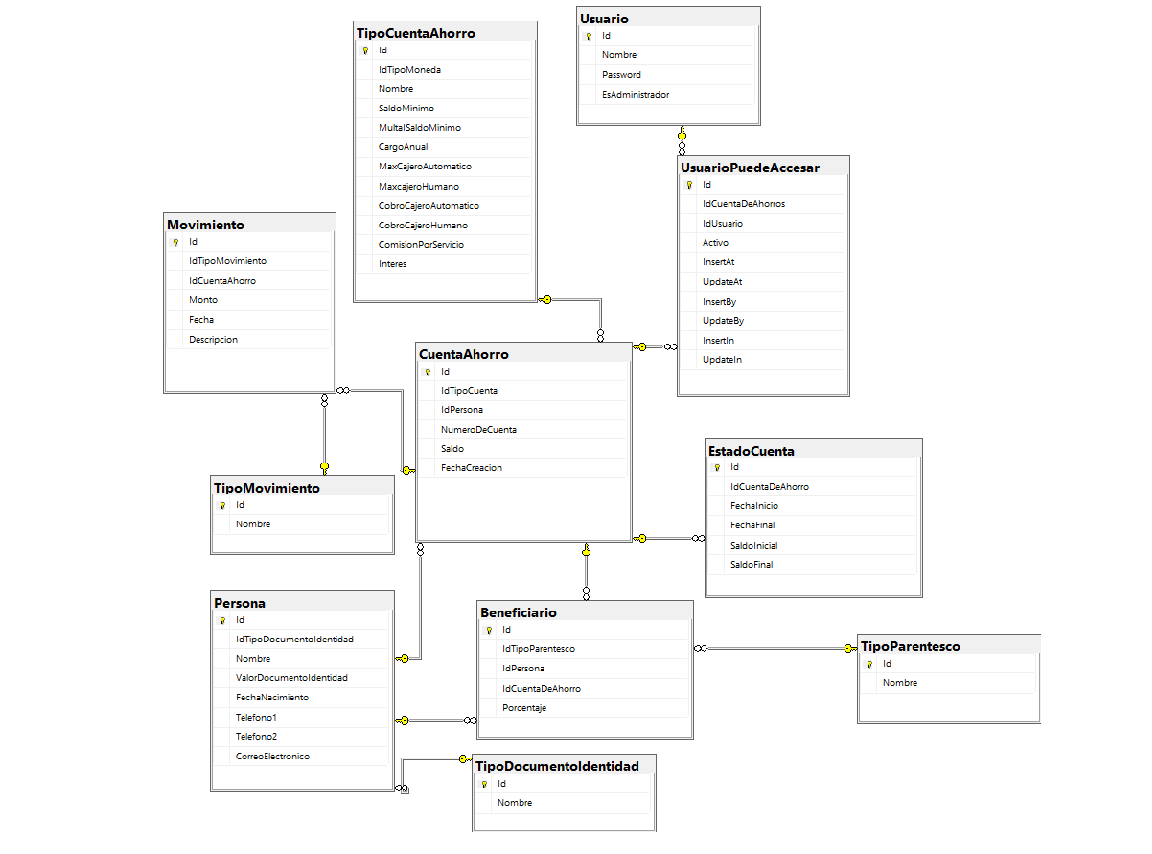 TipoCuentaAhorro
Id
IdTipoMoneda
Nombre
SaldoMinimo
MultalSaldoMinimo
CargoAnual
MaxCajeroAutomatico
MaxcajeroHumano
CobroCajeroAutomatico
CobroCajeroHumano
ComisionPorServicio
Interes
Usuario
Id
Nombre
Password
EsAdministrador
UsuarioPuedeAccesar
Id
IdCuentaDeAhorros
IdUsuario
Activo
InsertAt
UpdateAt
InsertBy
UpdateBy
InsertIn
UpdateIn
Movimiento
Id
IdTipoMovimiento
IdCuentaAhorro
Monto
Fecha
Descripcion
CuentaAhorro
Id
IdTipoCuenta
IdPersona
NumeroDeCuenta
Saldo
FechaCreacion
EstadoCuenta
Id
IdCuentaDeAhorro
FechaInicio
FechaFinal
SaldoInicial
SaldoFinal
TipoMovimiento
Id
Nombre
Persona
Id
IdTipoDocumentoIdentidad
Nombre
ValorDocumentoIdenticad
FechaNacimiento
Telefono1
Telefono2
CorreoElectronico
Beneficiario
Id
IdTipoParentesco
IdPersona
IdCuentaDeAhorro
Porcentaje
TipoParentesco
Id
Nombre
TipoDocumentoIdentidad
Id
Nombre